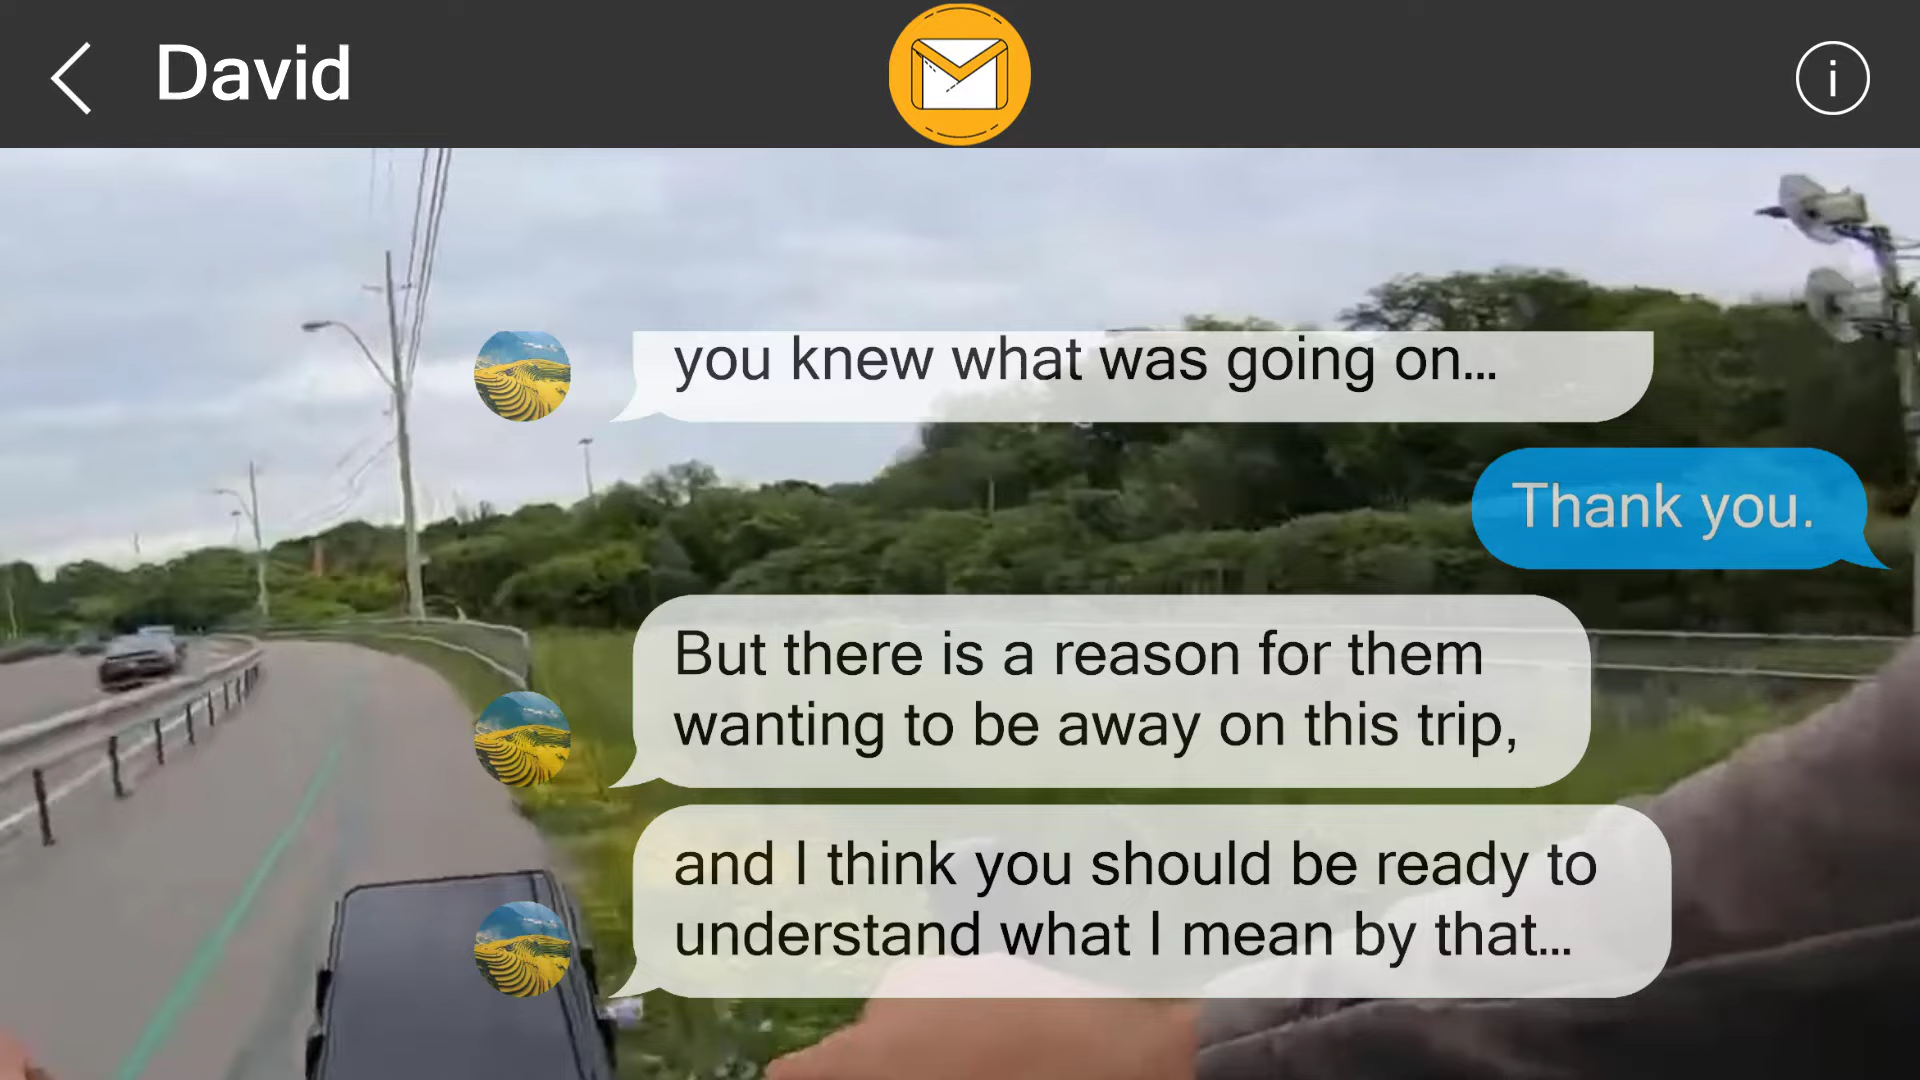 David
i
you knew what was going on...
Thank you.
But there is a reason for them
wanting to be away on this trip,
and I think you should be ready to
understand what I mean by that...